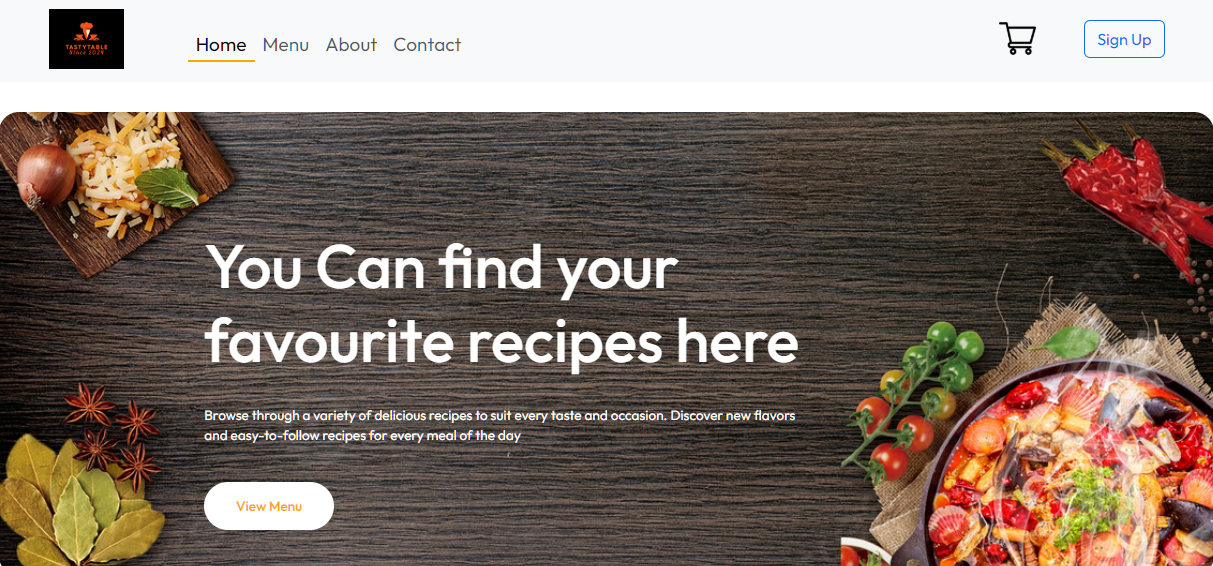 TASTYTABLE
Since 2024
Home Menu About Contact
Sign Up
You Can find your
favourite recipes here
Browse through a variety of delicious recipes to suit every taste and occasion. Discover new flavors
and easy-to-follow recipes for every meal of the day
View Menu